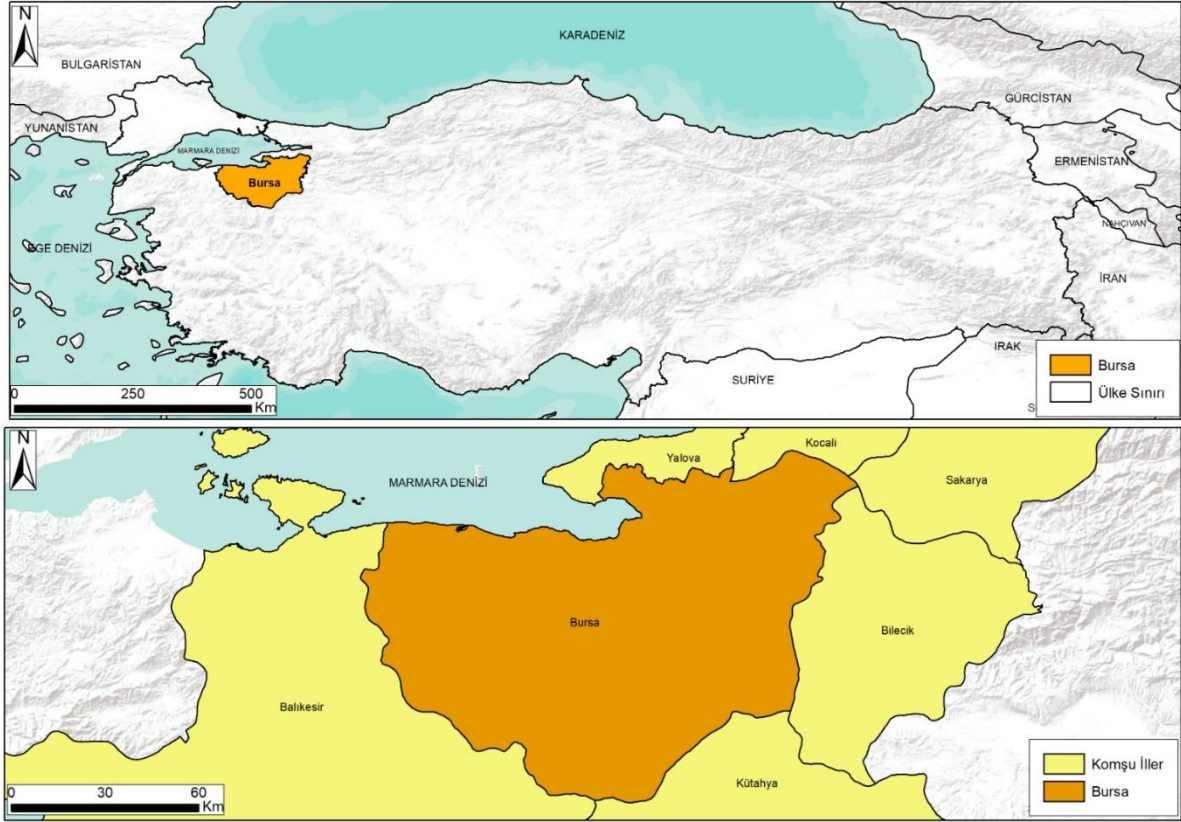 N
KARADENİZ
BULGARİSTAN
GÜRCİSTAN
YUNANİSTAN
MARMARA DENİZİ
ERMENİSTAN
Bursa
NAHÇIVAN
EGE DENİZİ
İRAN
IRAK
SURİYE
0 250 500
Km
Bursa
Ülke Sınırı
S
N
Kocali
Yalova
MARMARA DENİZİ
Sakarya
Bursa
Bilecik
Balıkesir
Kütahya
Komşu İller
Bursa
0 30 60
Km